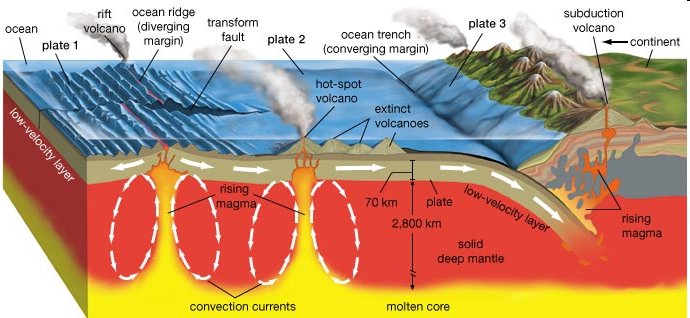 rift
volcano
ocean ridge
(diverging
margin)
transform
fault
ocean trench
(converging margin)
subduction
volcano
ocean
plate 1
plate 2
plate 3
continent
hot-spot
volcano
extinct
volcanoes
low-velocity layer
rising
magma
70 km
plate
low-velocity layer
2,800 km
rising
magma
solid
deep mantle
convection currents
molten core